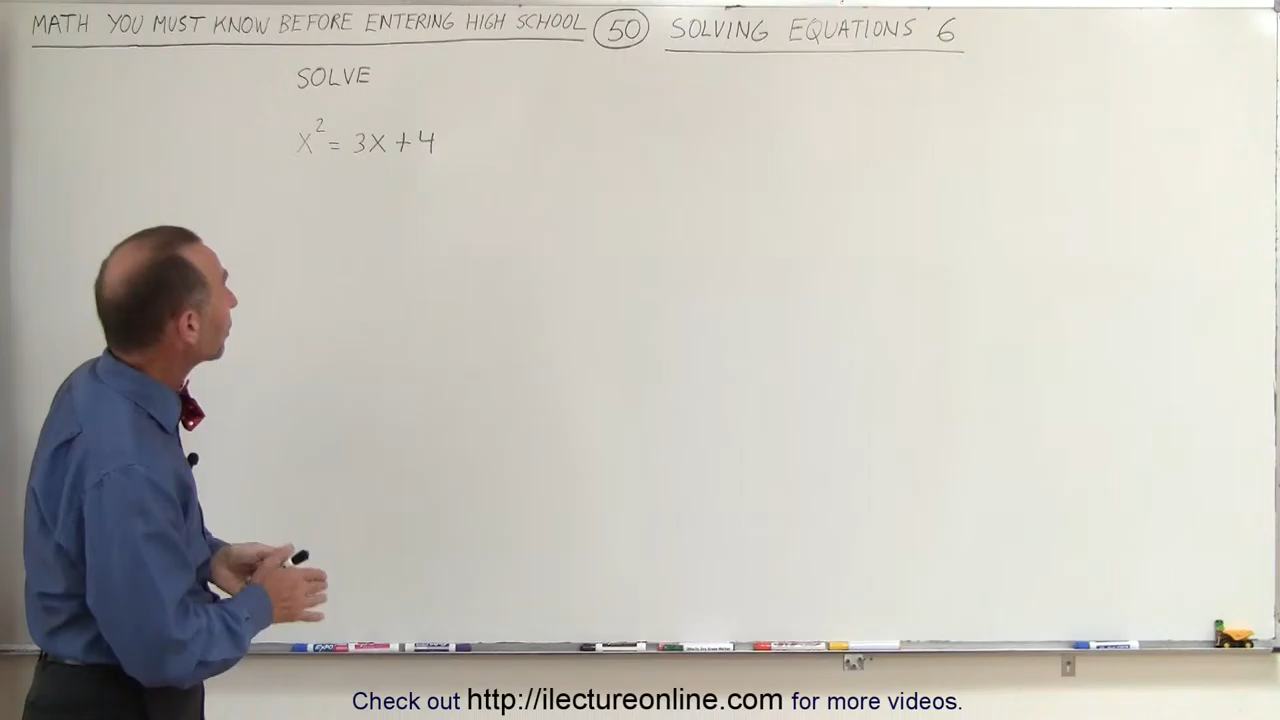 MATH YOU MUST KNOW BEFORE ENTERING HIGH SCHOOL 50 SOLVING EQUATIONS 6
SOLVE
x² = 3x + 4
EXPO
Check out http://ilectureonline.com for more videos.